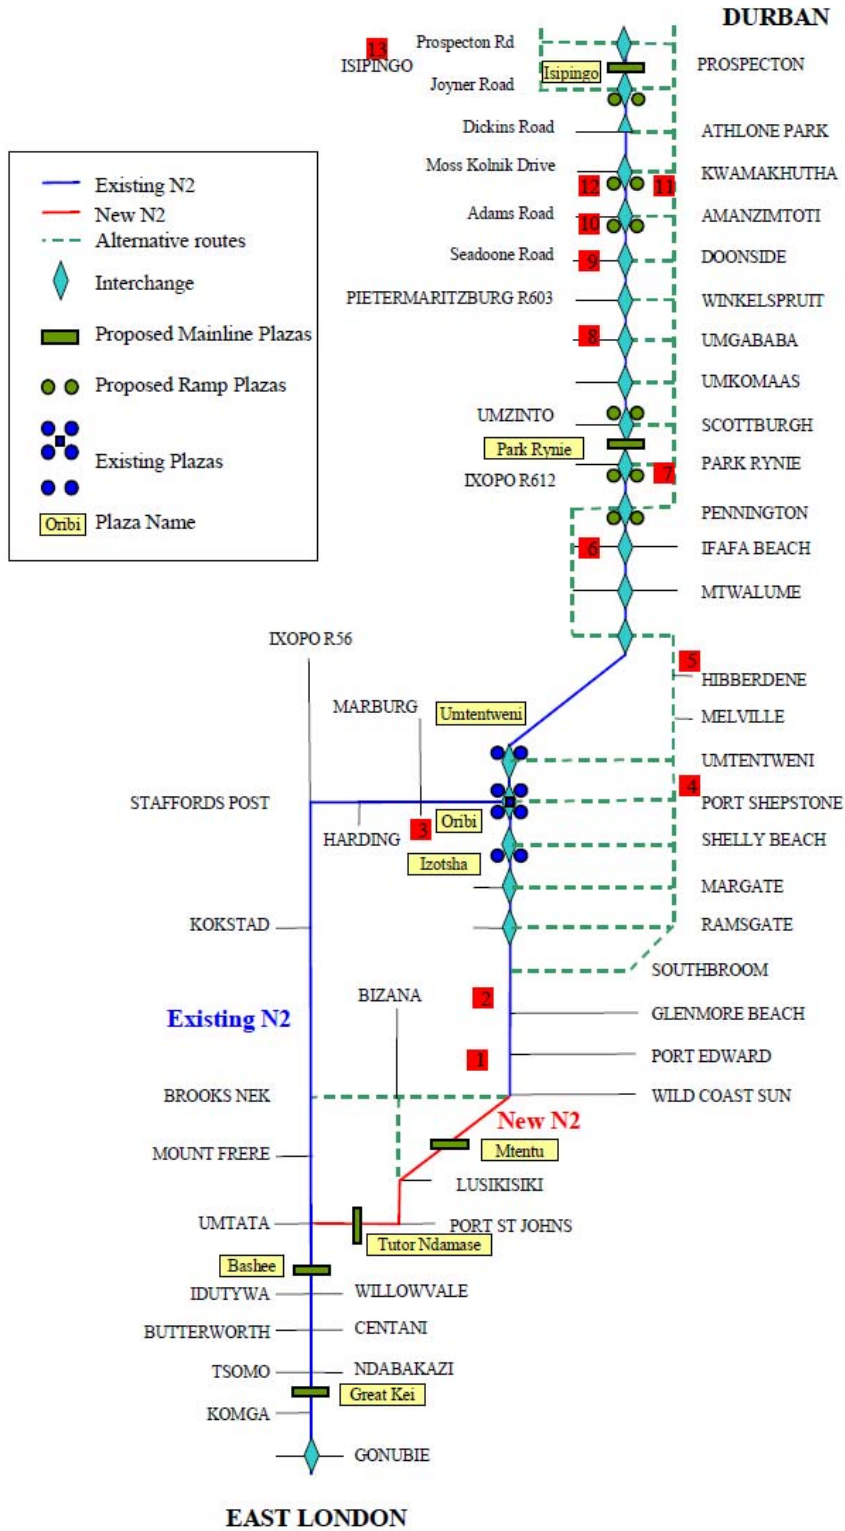 DURBAN
Prospecton Rd
13
ISIPINGO
Isipingo
PROSPECTON
Joyner Road
Dickins Road
ATHLONE PARK
Moss Kolnik Drive
KWAMAKHUTHA
12
11
Adams Road
10
AMANZIMTOTI
Seadoone Road
9
DOONSIDE
PIETERMARITZBURG R603
WINKELSPRUIT
8
UMGABABA
UMKOMAAS
UMZINTO
SCOTTBURGH
Park Rynie
PARK RYNIE
IXOPO R612
7
PENNINGTON
6
IFAFA BEACH
MTWALUME
Existing N2
New N2
Alternative routes
Interchange
Proposed Mainline Plazas
Proposed Ramp Plazas
Existing Plazas
Oribi
Plaza Name
IXOPO R56
5
HIBBERDENE
MARBURG
Umtentweni
MELVILLE
UMTENTWENI
4
STAFFORDS POST
PORT SHEPSTONE
HARDING
3
Oribi
SHELLY BEACH
Izotsha
MARGATE
KOKSTAD
RAMSGATE
SOUTHBROOM
BIZANA
2
Existing N2
GLENMORE BEACH
1
PORT EDWARD
BROOKS NEK
WILD COAST SUN
New N2
MOUNT FRERE
Mtentu
LUSIKISIKI
UMTATA
PORT ST JOHNS
Tutor Ndamase
Bashee
IDUTYWA
WILLOWVALE
BUTTERWORTH
CENTANI
TSOMO
NDABAKAZI
Great Kei
KOMGA
GONUBIE
EAST LONDON